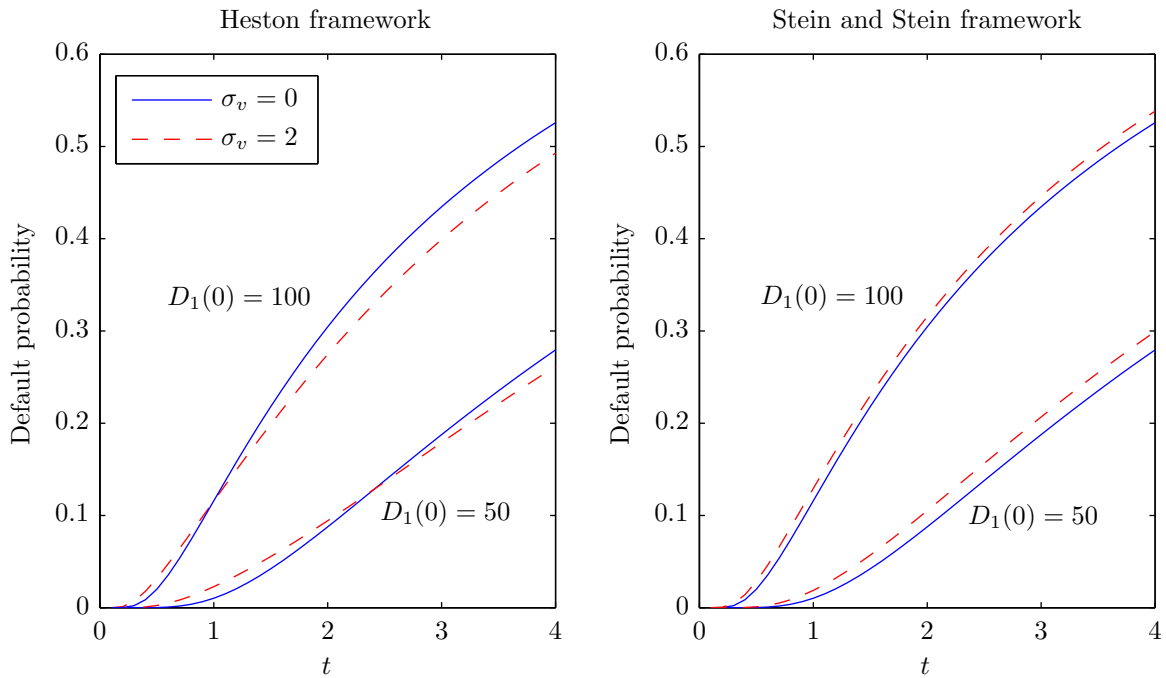 Heston framework
0.6
0.5
0.4
0.3
0.2
0.1
0
0
1
2
3
4
Default probability
t
σ_v = 0
σ_v = 2
D_1(0) = 100
D_1(0) = 50
Stein and Stein framework
0.6
0.5
0.4
0.3
0.2
0.1
0
0
1
2
3
4
Default probability
t
D_1(0) = 100
D_1(0) = 50